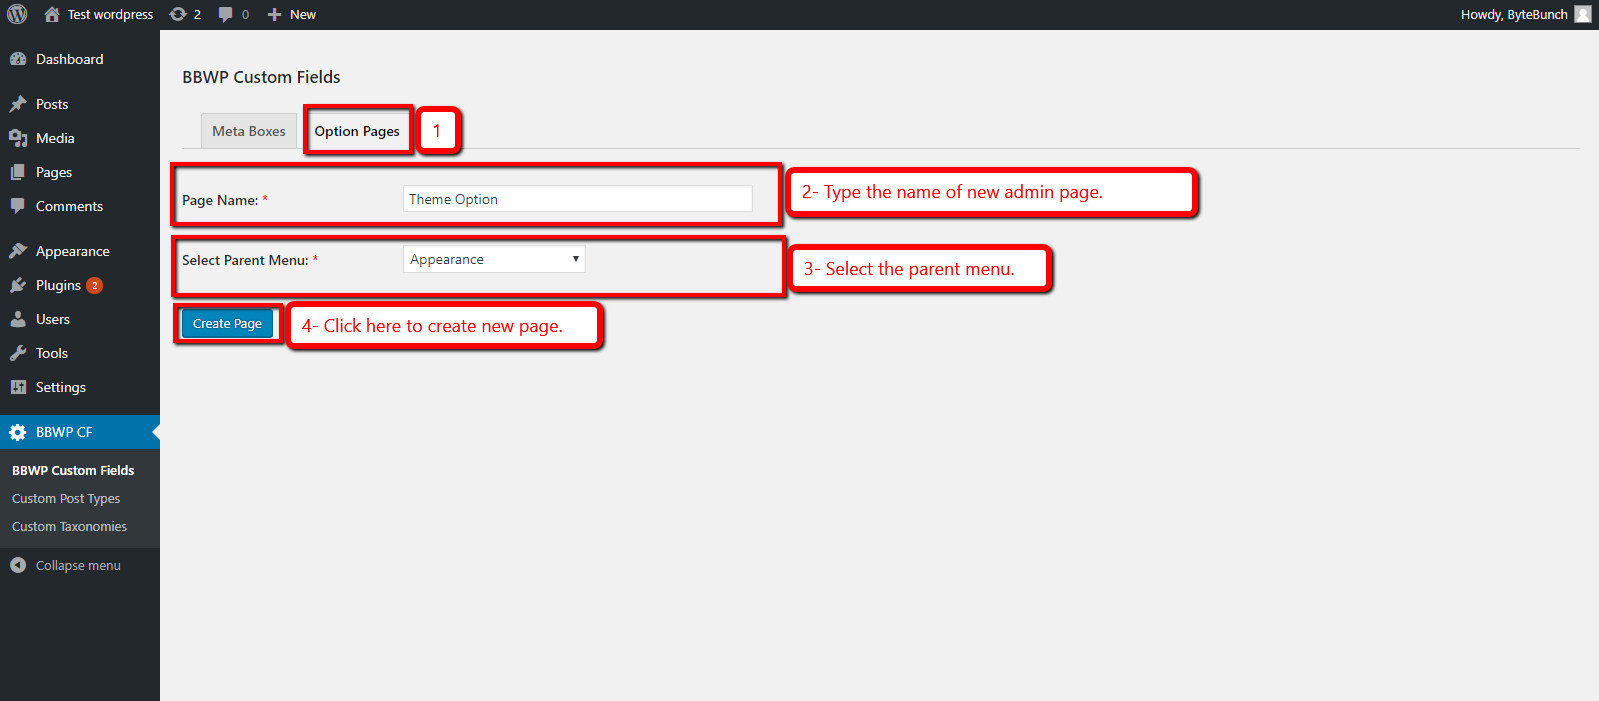 Test wordpress 2 0 New Howdy, ByteBunch
Dashboard
Posts
Media
Pages
Comments
Appearance
Plugins 2
Users
Tools
Settings
BBWP CF
BBWP Custom Fields
Custom Post Types
Custom Taxonomies
Collapse menu
BBWP Custom Fields
Meta Boxes Option Pages 1
Page Name: * Theme Option 2- Type the name of new admin page.
Select Parent Menu: * Appearance 3- Select the parent menu.
Create Page 4- Click here to create new page.